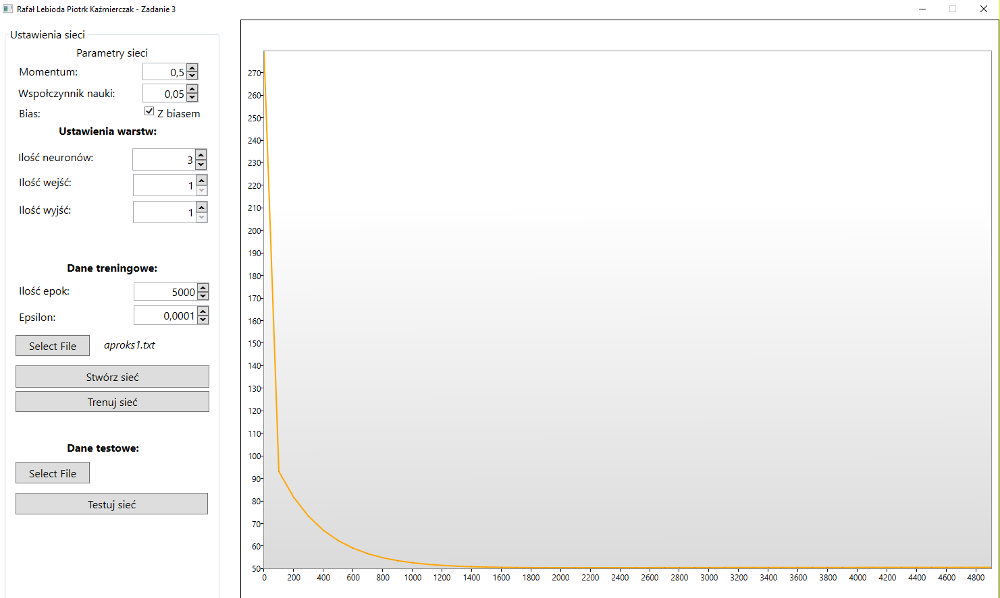 Rafał Lebioda Piotrk Kaźmierczak - Zadanie 3
Ustawienia sieci
Parametry sieci
Momentum: 0,5
Wspołczynnik nauki: 0,05
Bias: Z biasem
Ustawienia warstw:
Ilość neuronów: 3
Ilość wejść: 1
Ilość wyjść: 1
Dane treningowe:
Ilość epok: 5000
Epsilon: 0,0001
Select File aproks1.txt
Stwórz sieć
Trenuj sieć
Dane testowe:
Select File
Testuj sieć
270
260
250
240
230
220
210
200
190
180
170
160
150
140
130
120
110
100
90
80
70
60
50
0 200 400 600 800 1000 1200 1400 1600 1800 2000 2200 2400 2600 2800 3000 3200 3400 3600 3800 4000 4200 4400 4600 4800